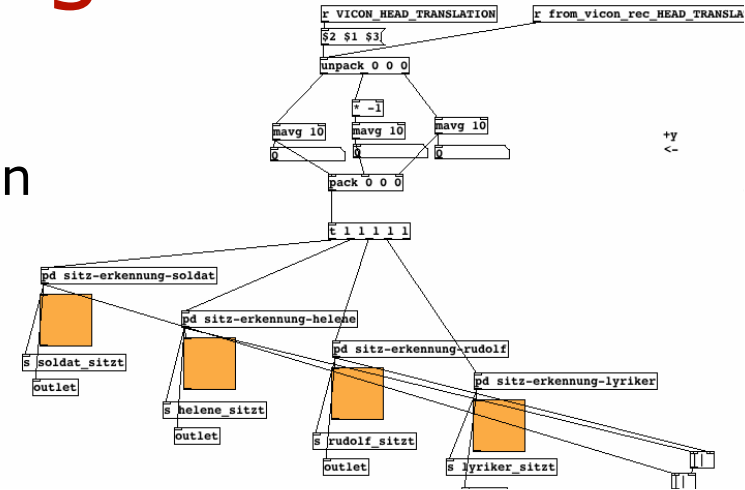 g
r VICON_HEAD_TRANSLATION
r from_vicon_rec_HEAD_TRANSLA
$2 $1 $3
unpack 0 0 0
* -1
mavg 10
mavg 10
mavg 10
0
0
0
+y
<-
n
pack 0 0 0
t l l l l l
pd sitz-erkennung-soldat
pd sitz-erkennung-helene
pd sitz-erkennung-rudolf
pd sitz-erkennung-lyriker
s soldat_sitzt
outlet
s helene_sitzt
outlet
s rudolf_sitzt
outlet
s lyriker_sitzt
||
||